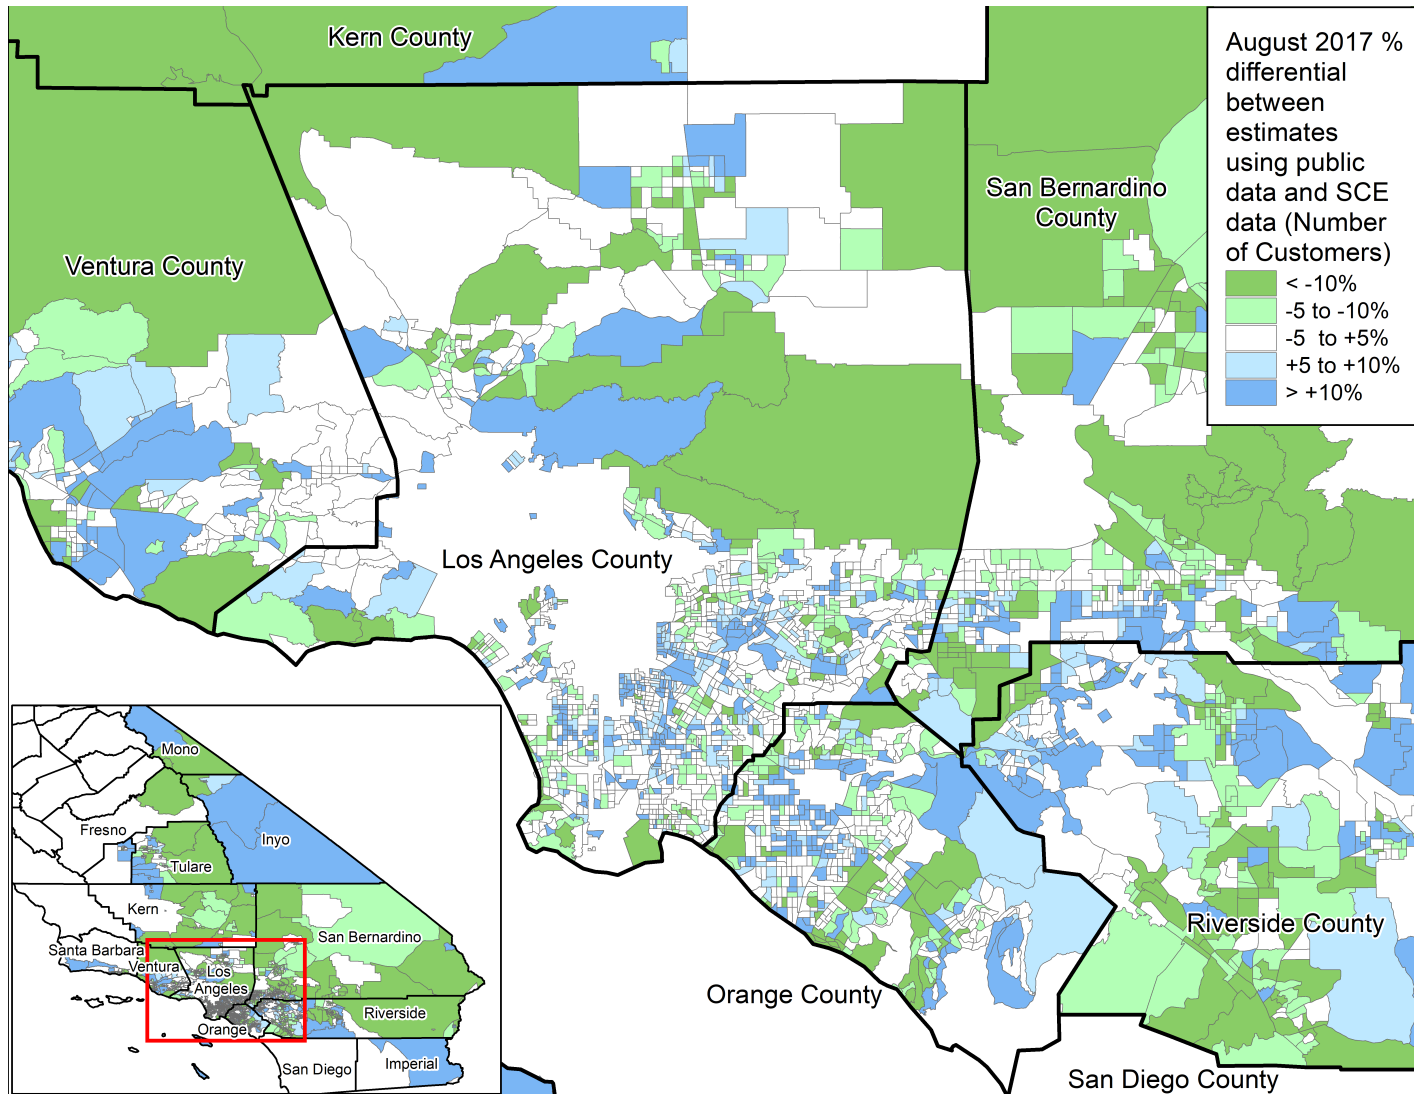 Kern County
August 2017 %
differential
between
estimates
using public
data and SCE
data (Number
of Customers)
< -10%
-5 to -10%
-5 to +5%
+5 to +10%
> +10%
San Bernardino
County
Ventura County
Los Angeles County
Riverside County
Orange County
San Diego County
Mono
Fresno
Inyo
Tulare
Kern
San Bernardino
Santa Barbara
Ventura
Los
Angeles
Riverside
Orange
San Diego
Imperial